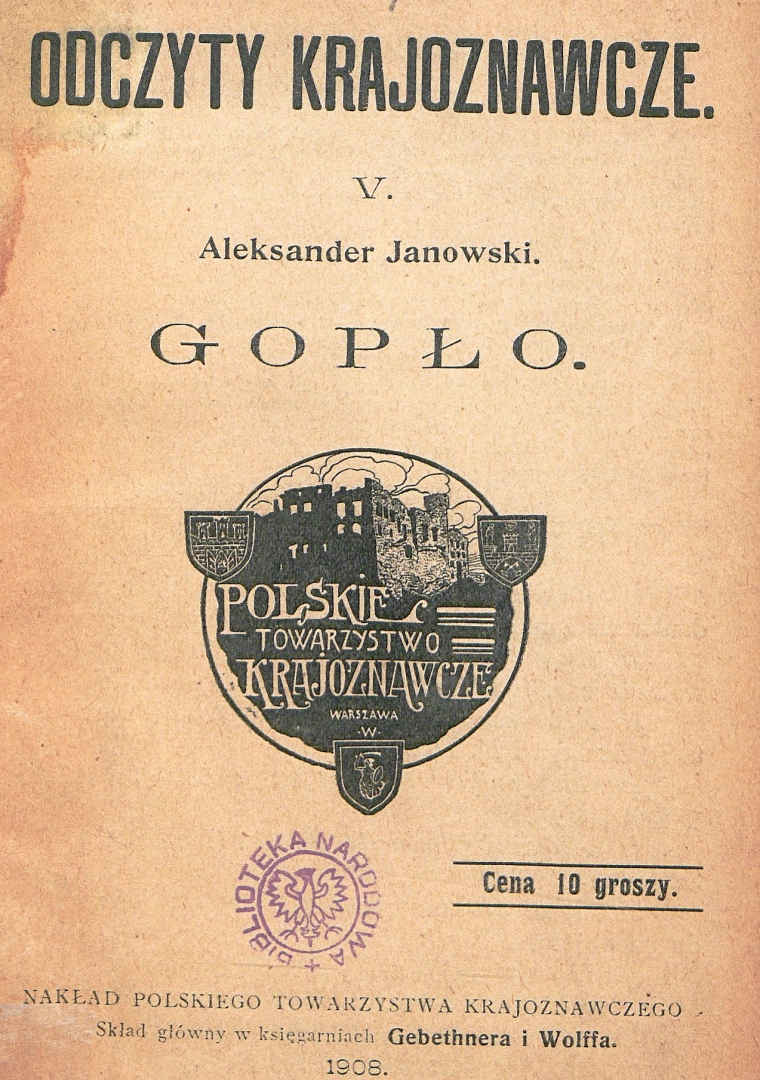 ODCZYTY KRAJOZNAWCZE.
V.
Aleksander Janowski.
GOPŁO.
POLSKIE
TOWARZYSTWO
KRAJOZNAWCZE
WARSZAWA
·W·
BIBLIOTEKA NARODOWA +
Cena 10 groszy.
NAKŁAD POLSKIEGO TOWARZYSTWA KRAJOZNAWCZEGO
Skład główny w księgarniach Gebethnera i Wolffa.
1908.